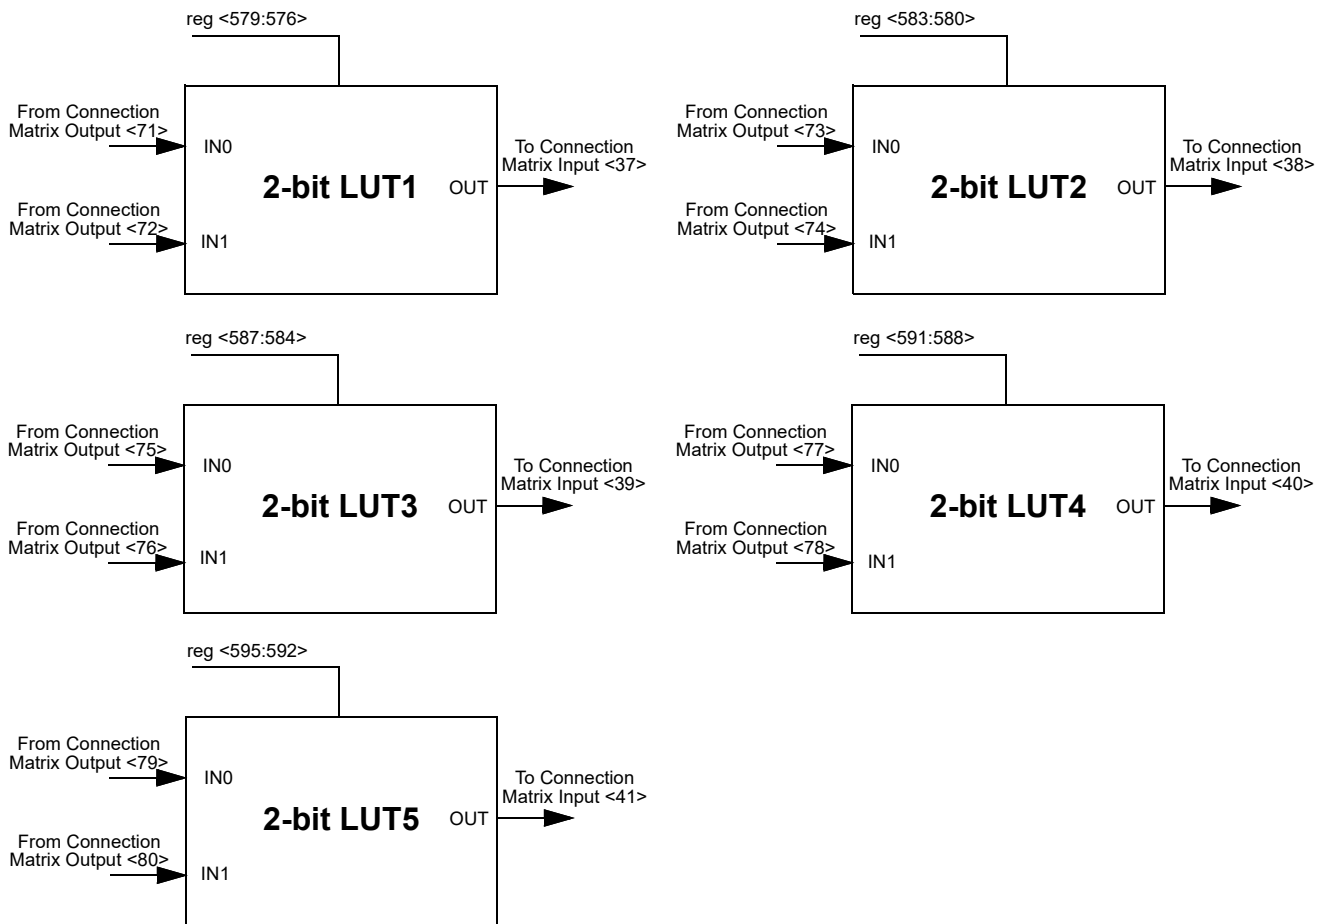 reg <579:576>
From Connection
Matrix Output <71>
IN0
From Connection
Matrix Output <72>
IN1
2-bit LUT1
OUT
To Connection
Matrix Input <37>
reg <583:580>
From Connection
Matrix Output <73>
IN0
From Connection
Matrix Output <74>
IN1
2-bit LUT2
OUT
To Connection
Matrix Input <38>
reg <587:584>
From Connection
Matrix Output <75>
IN0
From Connection
Matrix Output <76>
IN1
2-bit LUT3
OUT
To Connection
Matrix Input <39>
reg <591:588>
From Connection
Matrix Output <77>
IN0
From Connection
Matrix Output <78>
IN1
2-bit LUT4
OUT
To Connection
Matrix Input <40>
reg <595:592>
From Connection
Matrix Output <79>
IN0
From Connection
Matrix Output <80>
IN1
2-bit LUT5
OUT
To Connection
Matrix Input <41>